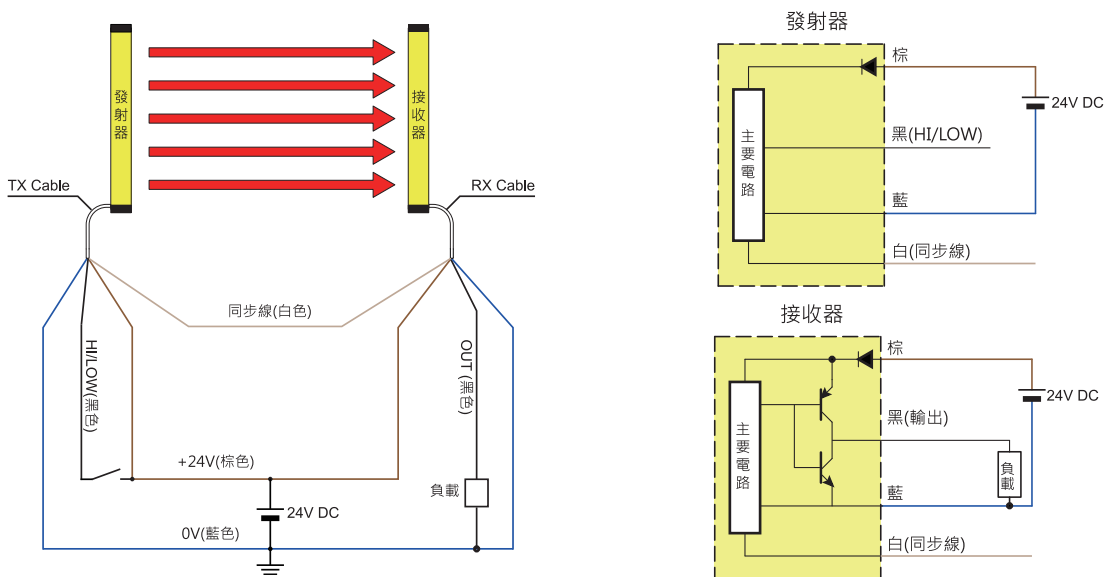 發射器
接收器
TX Cable
RX Cable
同步線(白色)
HI/LOW(黑色)
OUT (黑色)
+24V(棕色)
負載
24V DC
0V(藍色)
發射器
棕
24V DC
主要電路
黑(HI/LOW)
藍
白(同步線)
接收器
棕
24V DC
主要電路
黑(輸出)
負載
藍
白(同步線)